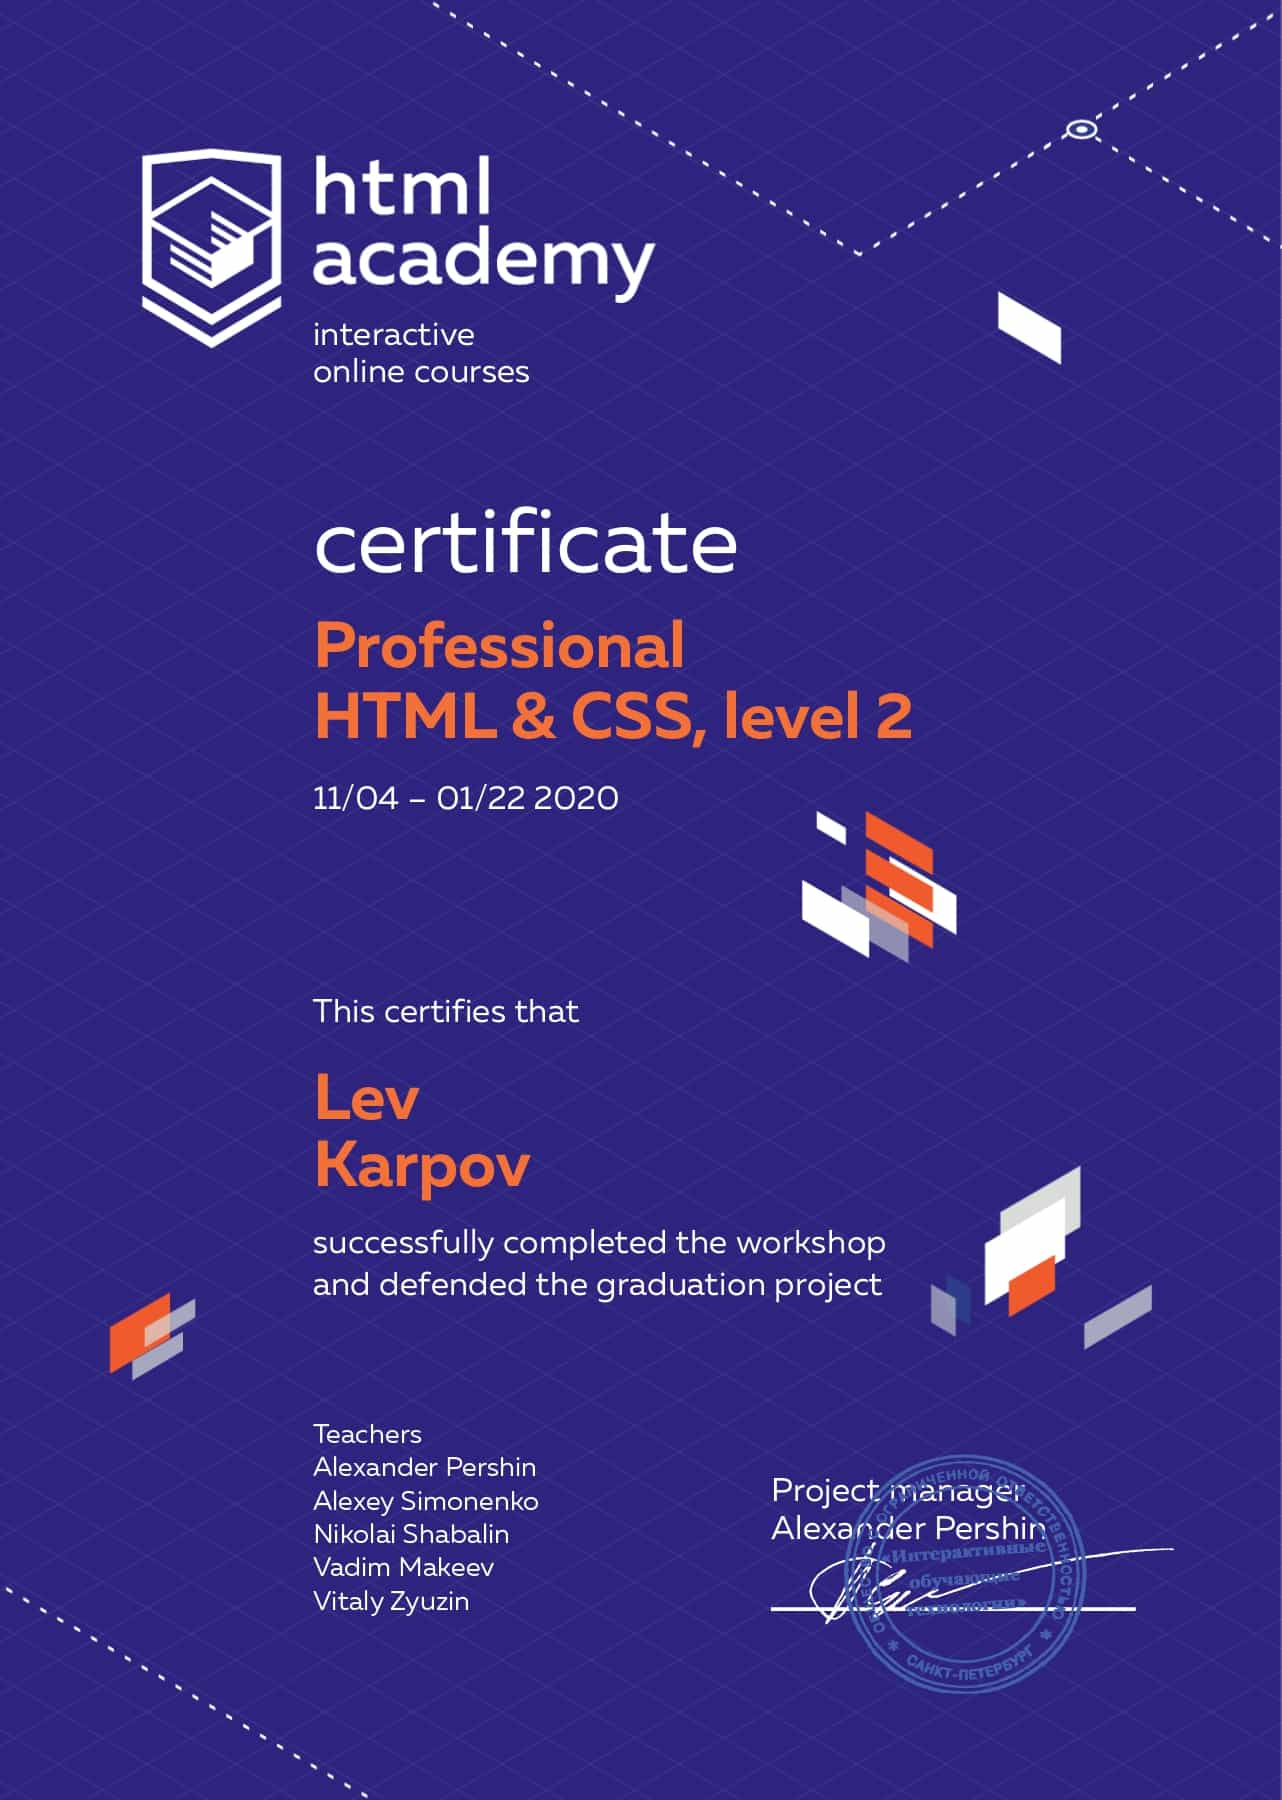 html
academy
interactive
online courses
certificate
Professional
HTML & CSS, level 2
11/04 – 01/22 2020
This certifies that
Lev
Karpov
successfully completed the workshop
and defended the graduation project
Teachers
Alexander Pershin
Alexey Simonenko
Nikolai Shabalin
Vadim Makeev
Vitaly Zyuzin
Project manager
Alexander Pershin
ОГРАНИЧЕННОЙ ОТВЕТСТВЕННОСТЬЮ
«Интерактивные
обучающие
технологии»
* САНКТ-ПЕТЕРБУРГ *